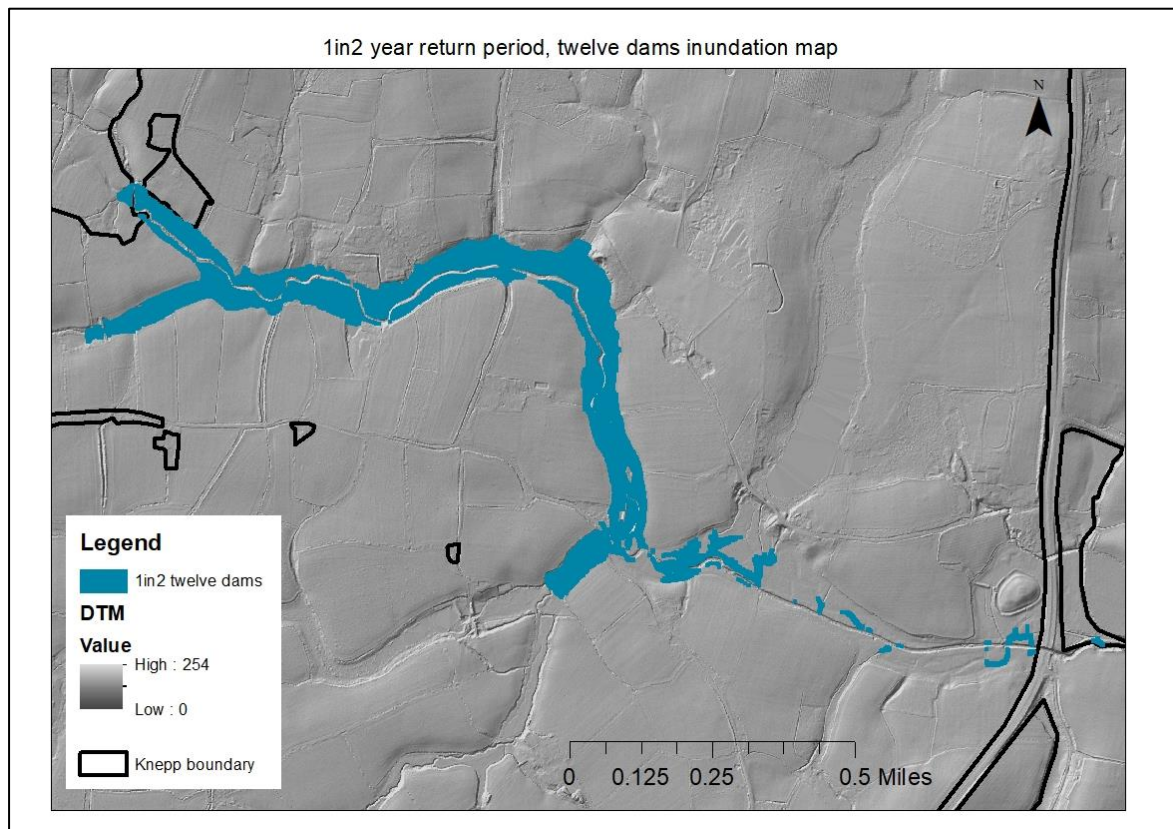 1in2 year return period, twelve dams inundation map
N
Legend
1in2 twelve dams
DTM
Value
High : 254
Low : 0
Knepp boundary
0 0.125 0.25 0.5 Miles